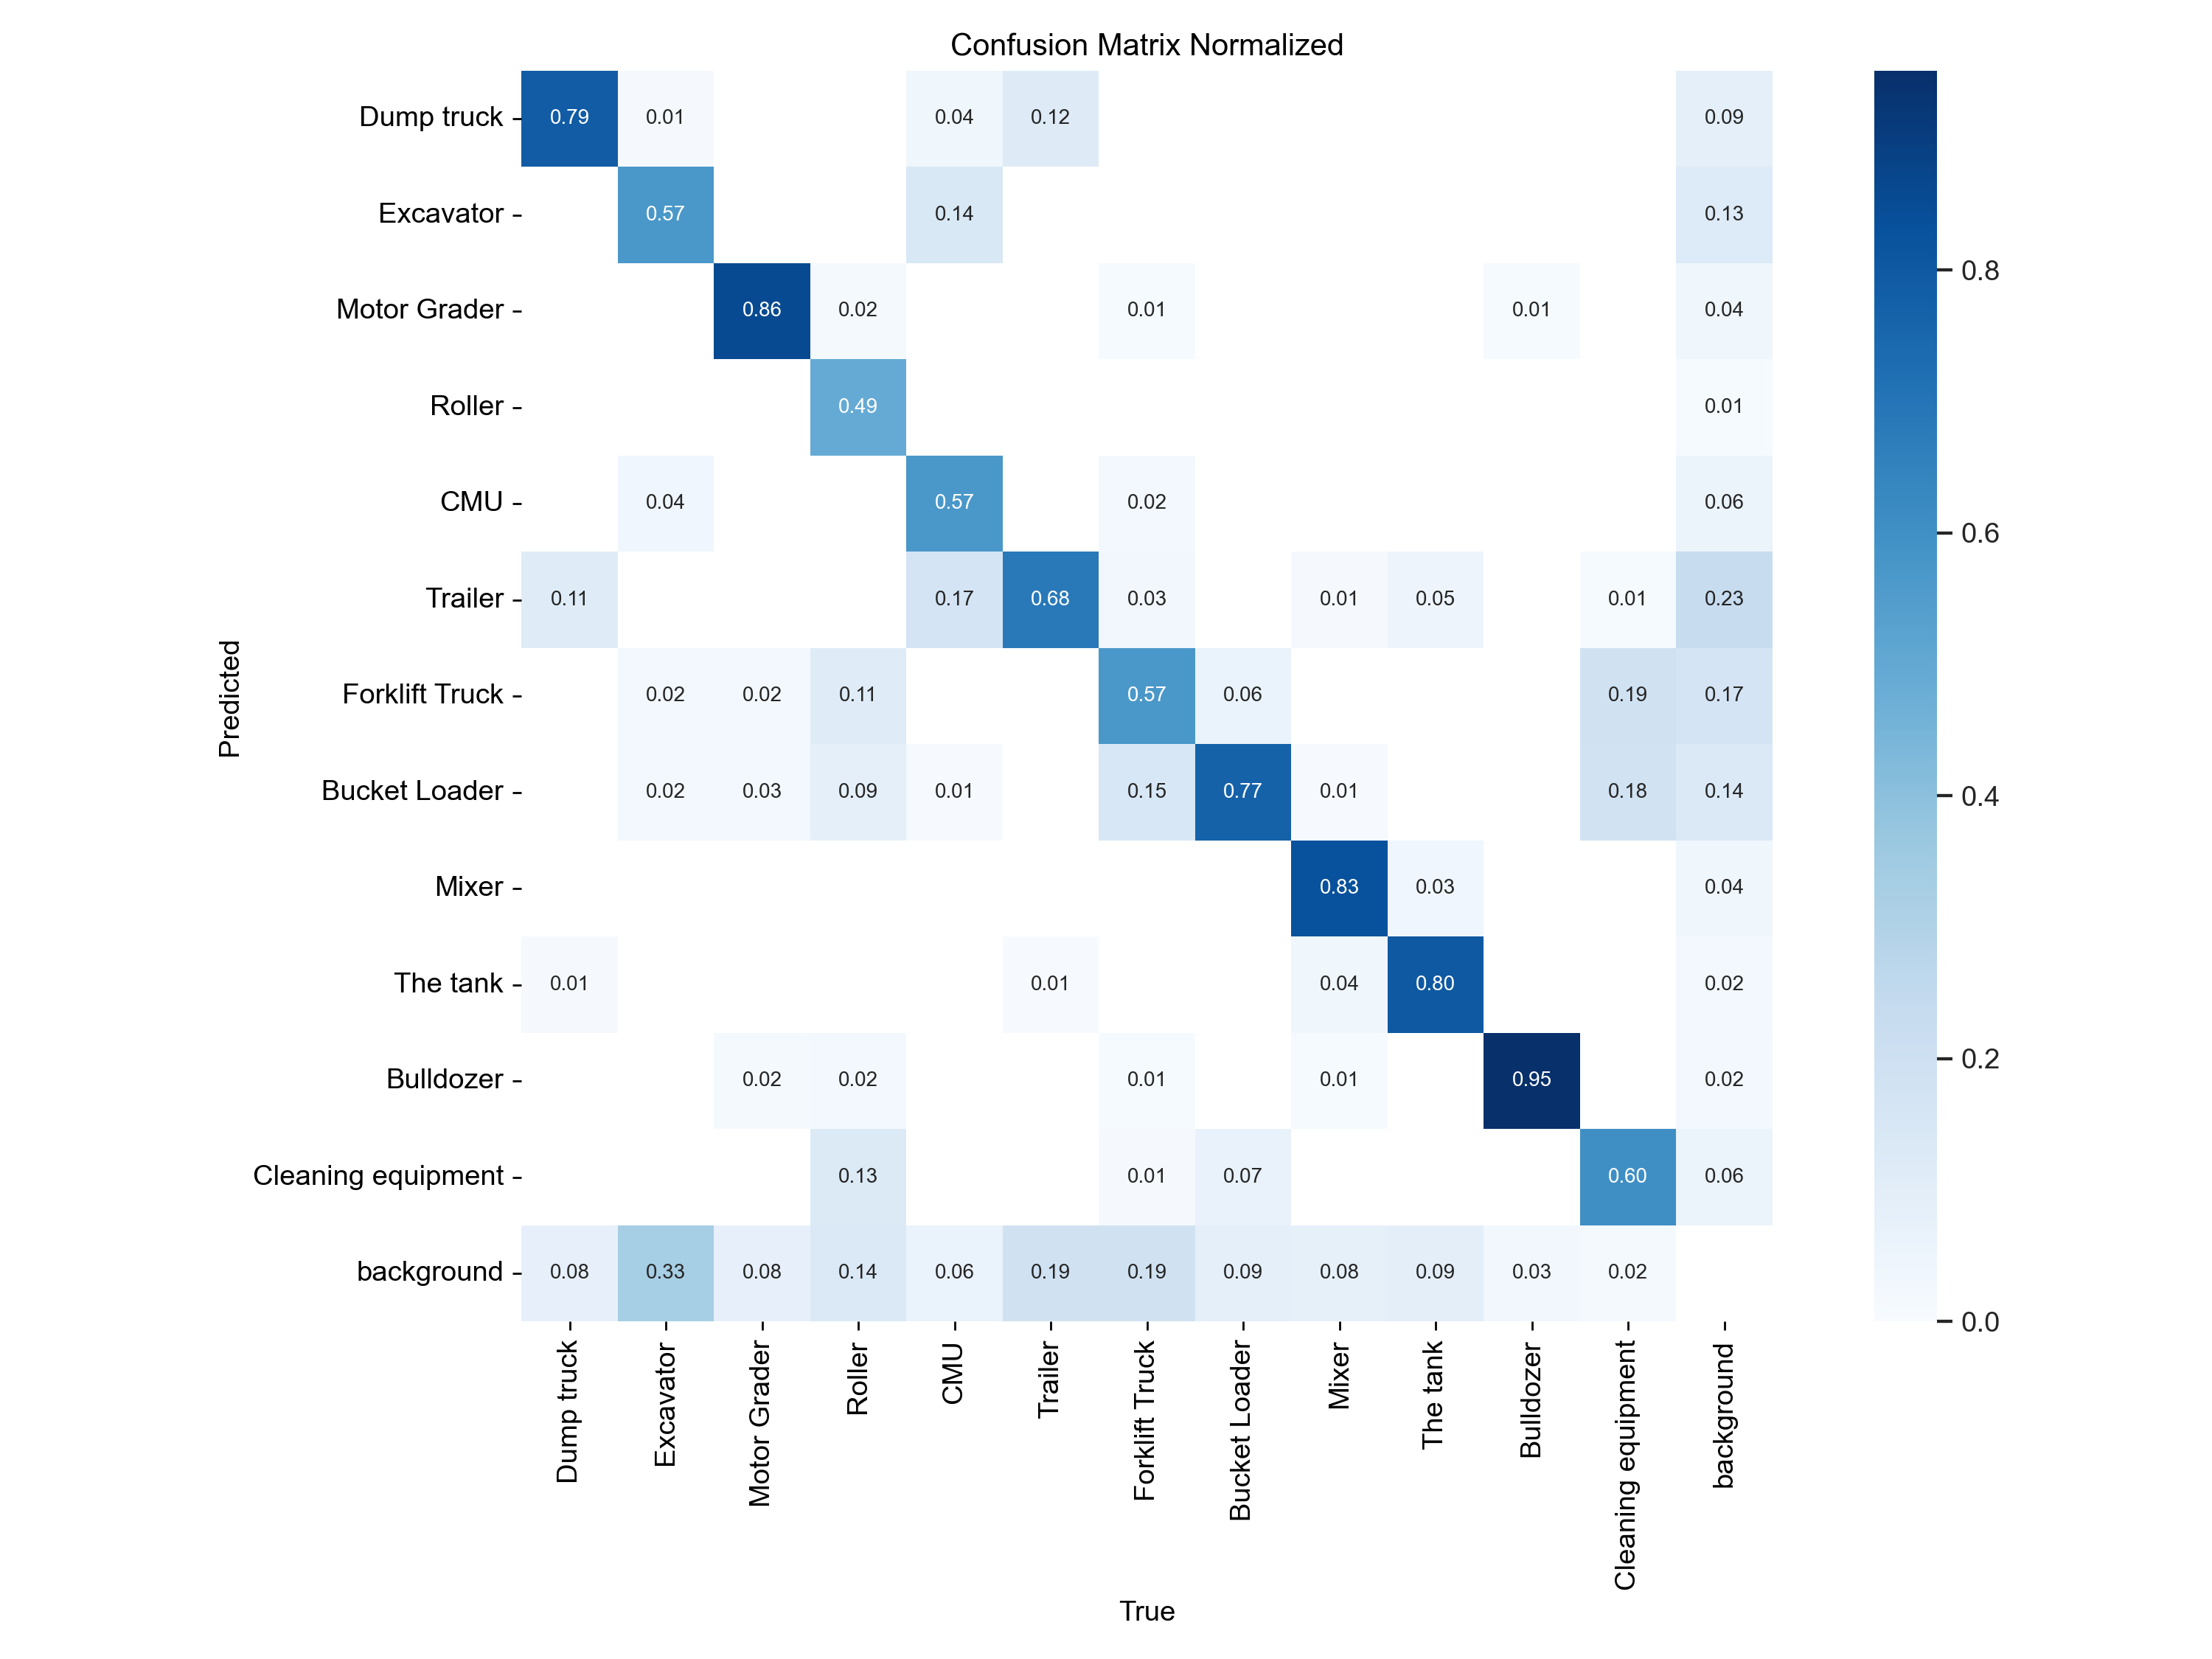 Confusion Matrix Normalized
Dump truck 0.79 0.01 0.04 0.12 0.09
Excavator 0.57 0.14 0.13
Motor Grader 0.86 0.02 0.01 0.01 0.04
Roller 0.49 0.01
CMU 0.04 0.57 0.02 0.06
Trailer 0.11 0.17 0.68 0.03 0.01 0.05 0.01 0.23
Forklift Truck 0.02 0.02 0.11 0.57 0.06 0.19 0.17
Bucket Loader 0.02 0.03 0.09 0.01 0.15 0.77 0.01 0.18 0.14
Mixer 0.83 0.03 0.04
The tank 0.01 0.01 0.04 0.80 0.02
Bulldozer 0.02 0.02 0.01 0.01 0.95 0.02
Cleaning equipment 0.13 0.01 0.07 0.60 0.06
background 0.08 0.33 0.08 0.14 0.06 0.19 0.19 0.09 0.08 0.09 0.03 0.02
Predicted
Dump truck
Excavator
Motor Grader
Roller
CMU
Trailer
Forklift Truck
Bucket Loader
Mixer
The tank
Bulldozer
Cleaning equipment
background
True
0.8
0.6
0.4
0.2
0.0